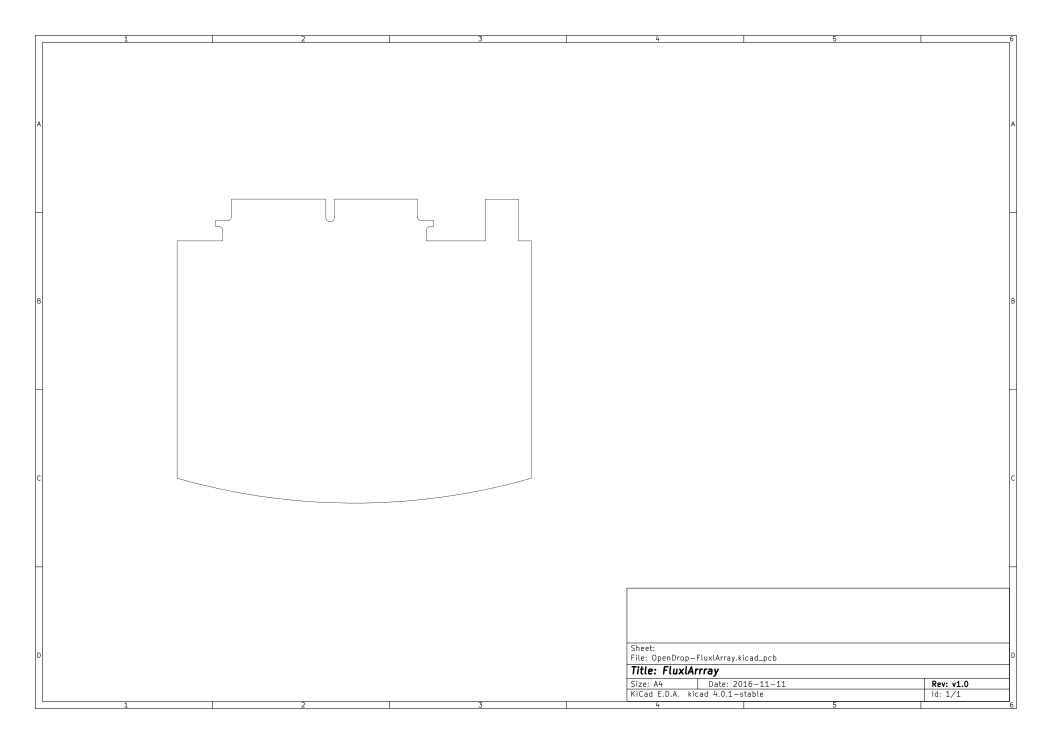 1 2 3 4 5 6
A A
B B
C C
Sheet:
File: OpenDrop-FluxlArray.kicad_pcb
D D
Title: FluxlArrray
Size: A4 Date: 2016-11-11 Rev: v1.0
KiCad E.D.A. kicad 4.0.1-stable Id: 1/1
1 2 3 4 5 6